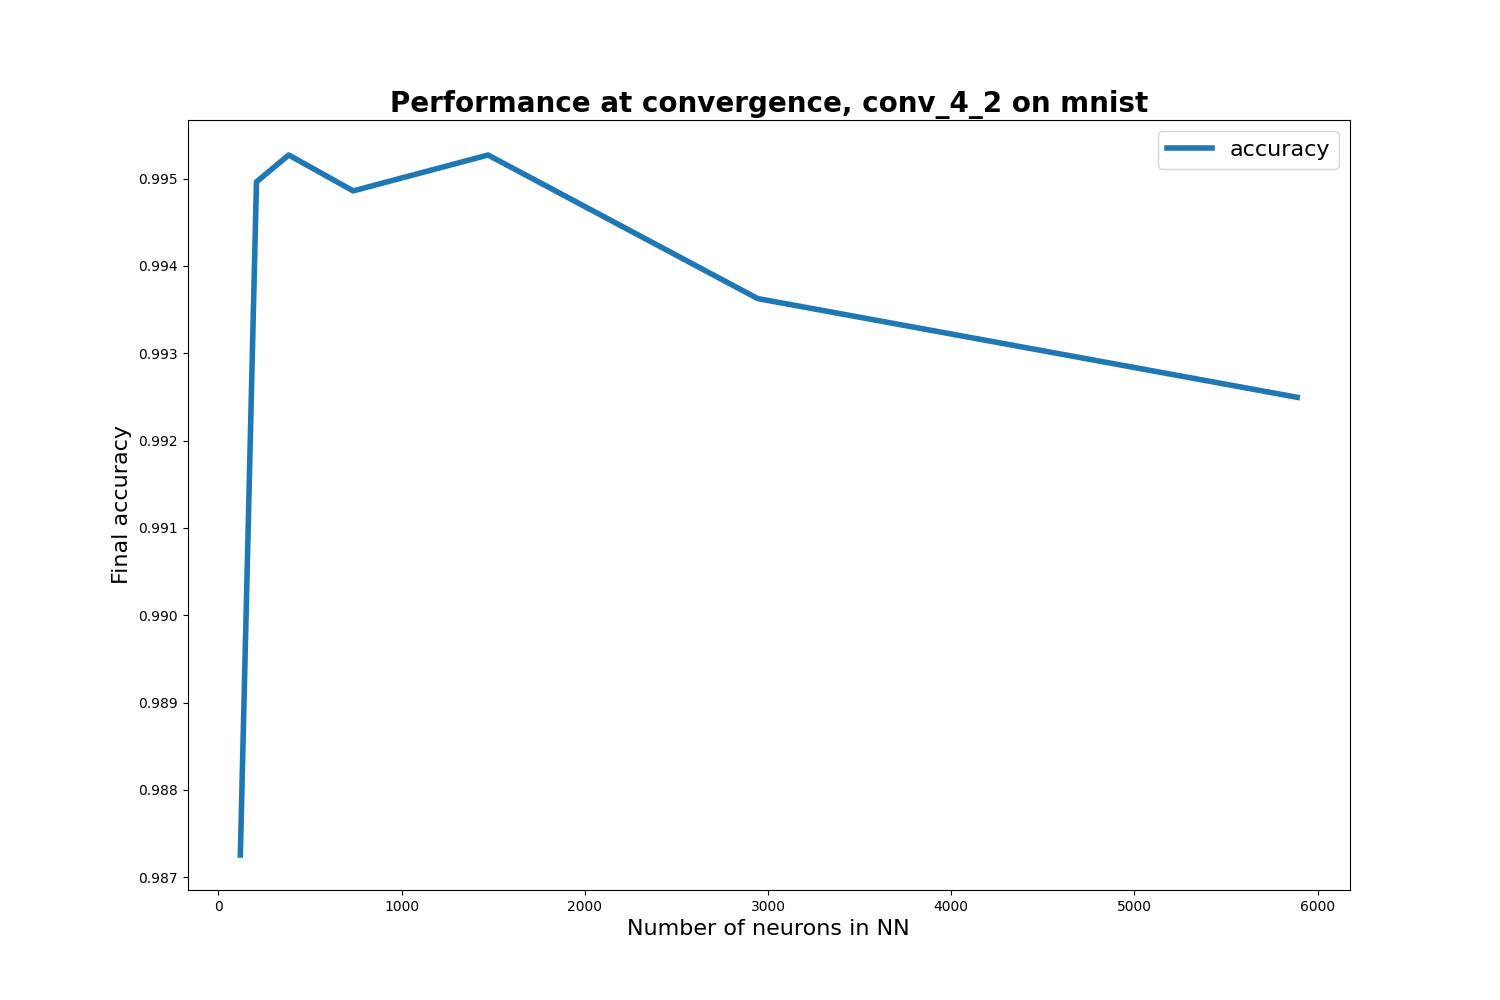 Performance at convergence, conv_4_2 on mnist
accuracy
0.995
0.994
0.993
0.992
0.991
0.990
0.989
0.988
0.987
Final accuracy
0 1000 2000 3000 4000 5000 6000
Number of neurons in NN